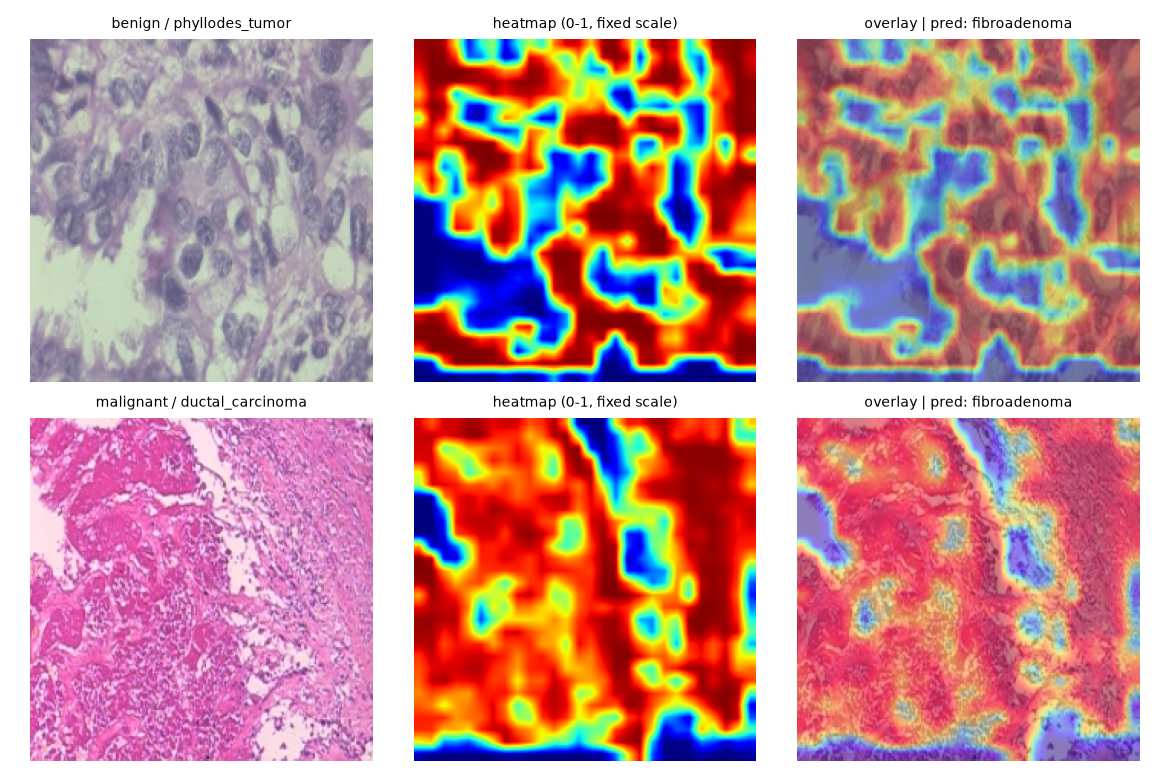 benign / phyllodes_tumor
heatmap (0-1, fixed scale)
overlay | pred: fibroadenoma
malignant / ductal_carcinoma
heatmap (0-1, fixed scale)
overlay | pred: fibroadenoma